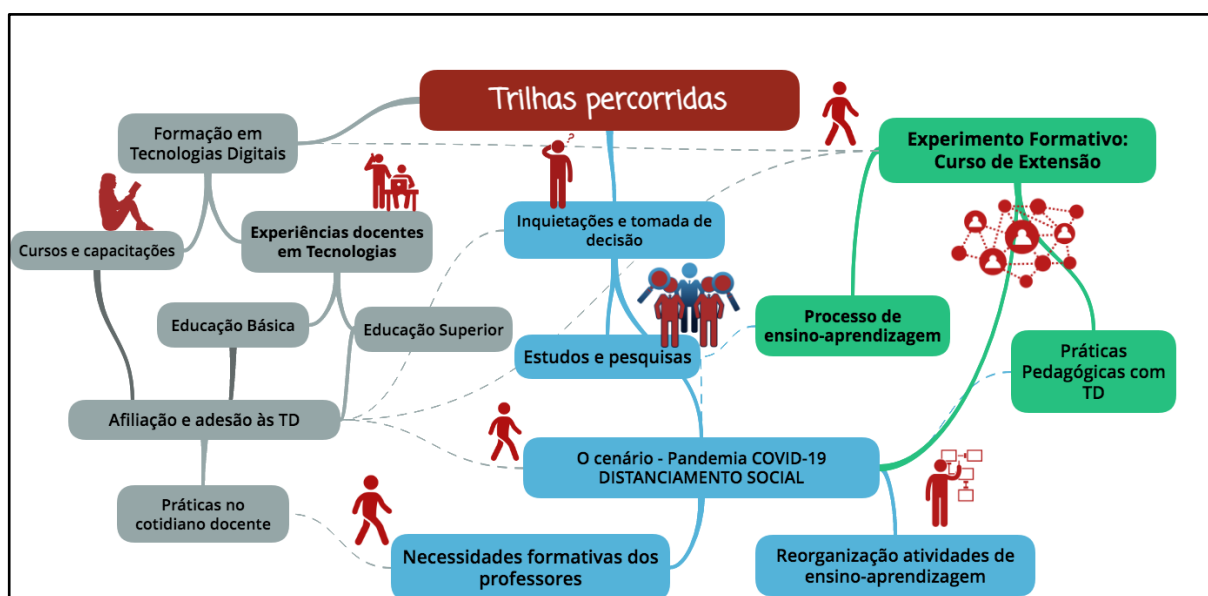 Trilhas percorridas
Formação em
Tecnologias Digitais
Cursos e capacitações
Experiências docentes
em Tecnologias
Educação Básica
Educação Superior
Afiliação e adesão às TD
Práticas no
cotidiano docente
Inquietações e tomada de
decisão
Estudos e pesquisas
O cenário - Pandemia COVID-19
DISTANCIAMENTO SOCIAL
Necessidades formativas dos
professores
Reorganização atividades de
ensino-aprendizagem
Experimento Formativo:
Curso de Extensão
Processo de
ensino-aprendizagem
Práticas
Pedagógicas com
TD